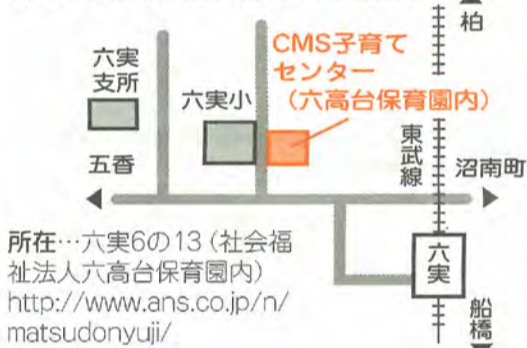 柏
六実
支所
六実小
CMS子育て
センター
（六高台保育園内）
東武線
沼南町
五香
六実
船橋
所在…六実6の13（社会福
祉法人六高台保育園内）
http://www.ans.co.jp/n/
matsudonyuji/